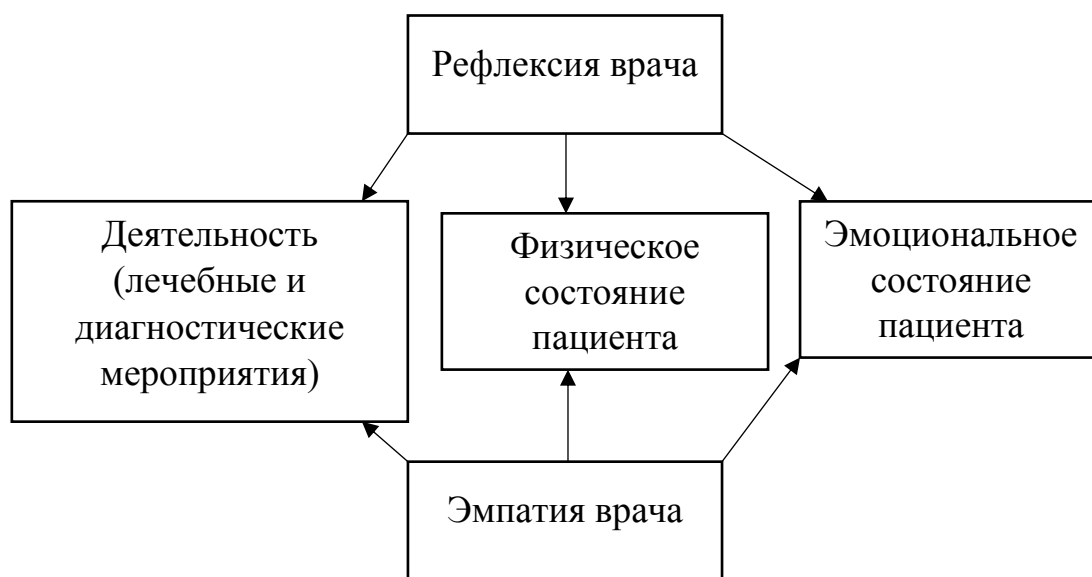 Рефлексия врача
Деятельность
(лечебные и
диагностические
мероприятия)
Физическое
состояние
пациента
Эмоциональное
состояние
пациента
Эмпатия врача